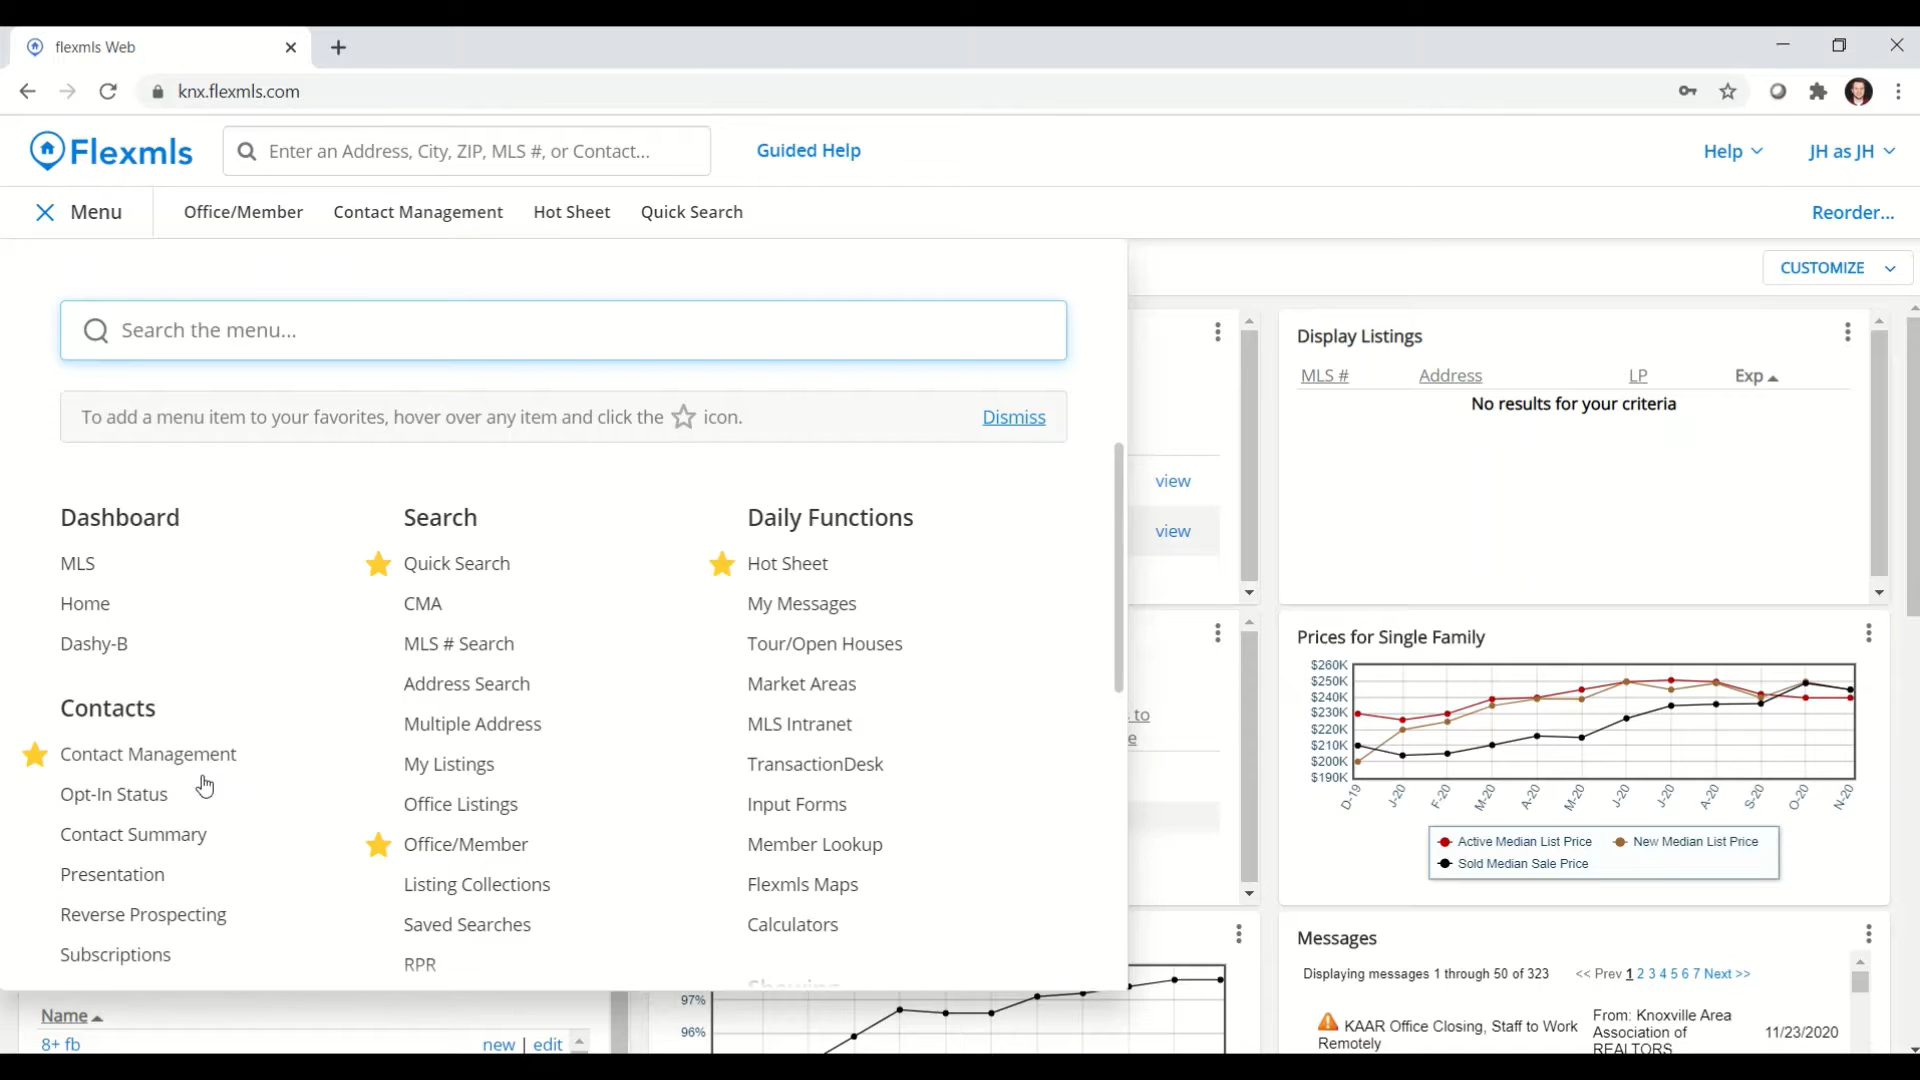 flexmls Web
knx.flexmls.com
Flexmls
Enter an Address, City, ZIP, MLS #, or Contact...
Guided Help
Help
JH as JH
Menu
Office/Member
Contact Management
Hot Sheet
Quick Search
Reorder...
CUSTOMIZE
Search the menu...
To add a menu item to your favorites, hover over any item and click the icon.
Dismiss
Dashboard
MLS
Home
Dashy-B
Contacts
Contact Management
Opt-In Status
Contact Summary
Presentation
Reverse Prospecting
Subscriptions
Search
Quick Search
CMA
MLS # Search
Address Search
Multiple Address
My Listings
Office Listings
Office/Member
Listing Collections
Saved Searches
RPR
Daily Functions
Hot Sheet
My Messages
Tour/Open Houses
Market Areas
MLS Intranet
TransactionDesk
Input Forms
Member Lookup
Flexmls Maps
Calculators
view
view
to
e
Display Listings
MLS # Address LP Exp
No results for your criteria
Prices for Single Family
$260K
$250K
$240K
$230K
$220K
$210K
$200K
$190K
D-19 J-20 F-20 M-20 A-20 M-20 J-20 J-20 A-20 S-20 O-20 N-20
Active Median List Price New Median List Price
Sold Median Sale Price
Messages
Displaying messages 1 through 50 of 323 << Prev 1 2 3 4 5 6 7 Next >>
KAAR Office Closing, Staff to Work
Remotely
From: Knoxville Area
Association of
REALTORS
11/23/2020
Name
8+ fb
new | edit
97%
96%